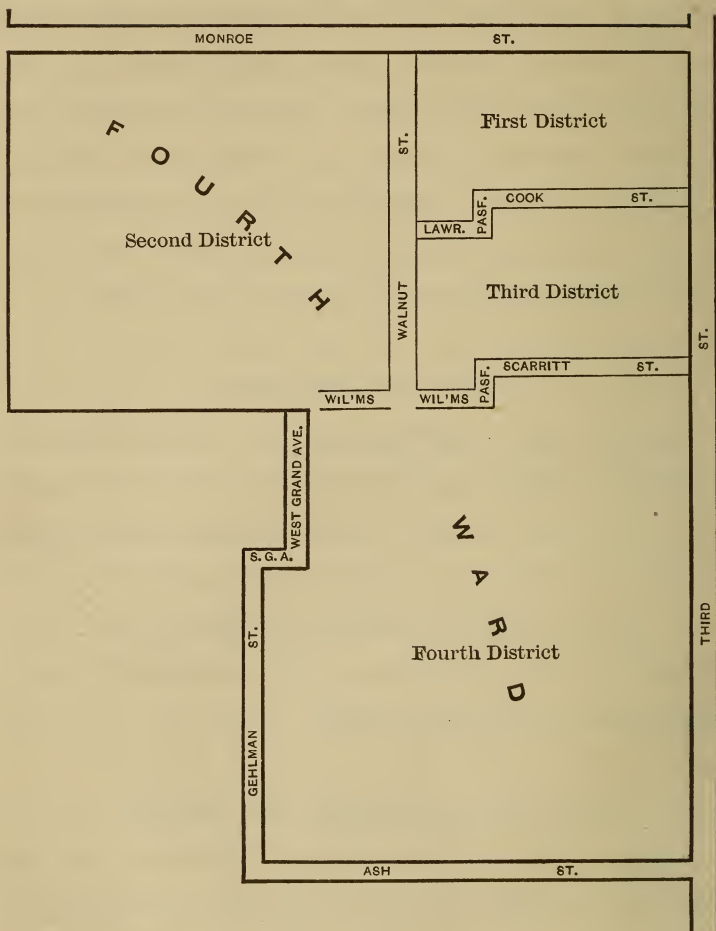 MONROE ST.
FOURTH
First District
ST.
COOK ST.
PASF.
LAWR.
Second District
Third District
WALNUT
ST.
SCARRITT ST.
PASF.
WIL'MS
WIL'MS
WEST GRAND AVE.
WARD
S. G. A.
ST.
THIRD
Fourth District
GEHLMAN
ASH ST.